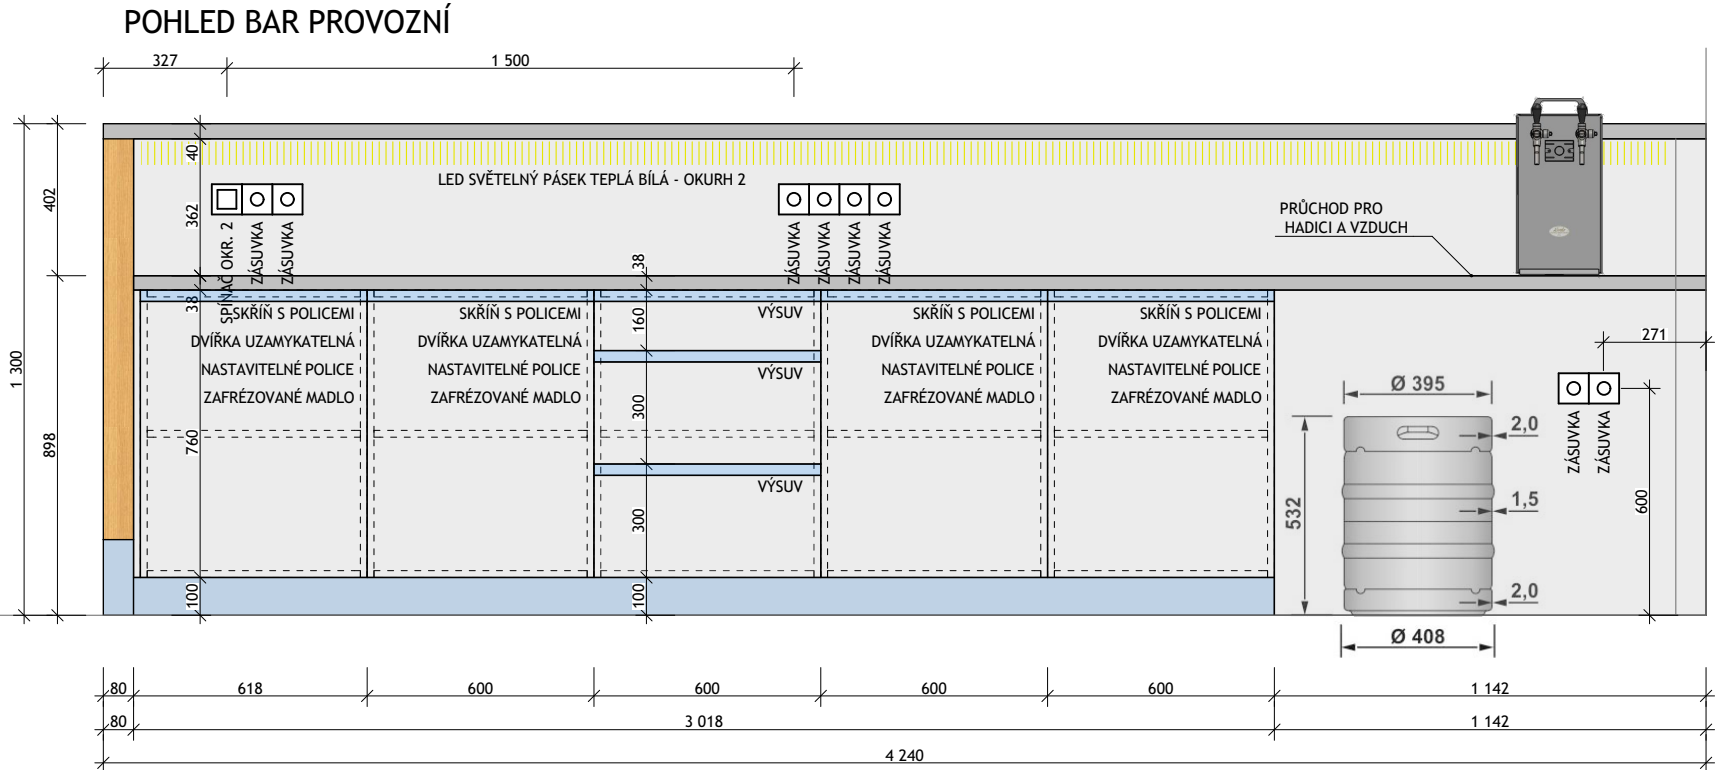 POHLED BAR PROVOZNÍ
327
1 500
40
402
362
LED SVĚTELNÝ PÁSEK TEPLÁ BÍLÁ - OKURH 2
SPÍNAČ OKR. 2
ZÁSUVKA
ZÁSUVKA
ZÁSUVKA
ZÁSUVKA
ZÁSUVKA
ZÁSUVKA
PRŮCHOD PRO
HADICI A VZDUCH
38
38
1 300
898
760
100
SKŘÍŇ S POLICEMI
DVÍŘKA UZAMYKATELNÁ
NASTAVITELNÉ POLICE
ZAFRÉZOVANÉ MADLO
SKŘÍŇ S POLICEMI
DVÍŘKA UZAMYKATELNÁ
NASTAVITELNÉ POLICE
ZAFRÉZOVANÉ MADLO
160
300
300
100
VÝSUV
VÝSUV
VÝSUV
SKŘÍŇ S POLICEMI
DVÍŘKA UZAMYKATELNÁ
NASTAVITELNÉ POLICE
ZAFRÉZOVANÉ MADLO
SKŘÍŇ S POLICEMI
DVÍŘKA UZAMYKATELNÁ
NASTAVITELNÉ POLICE
ZAFRÉZOVANÉ MADLO
271
Ø 395
2,0
532
1,5
2,0
Ø 408
ZÁSUVKA
ZÁSUVKA
600
80
618
600
600
600
600
1 142
80
3 018
1 142
4 240